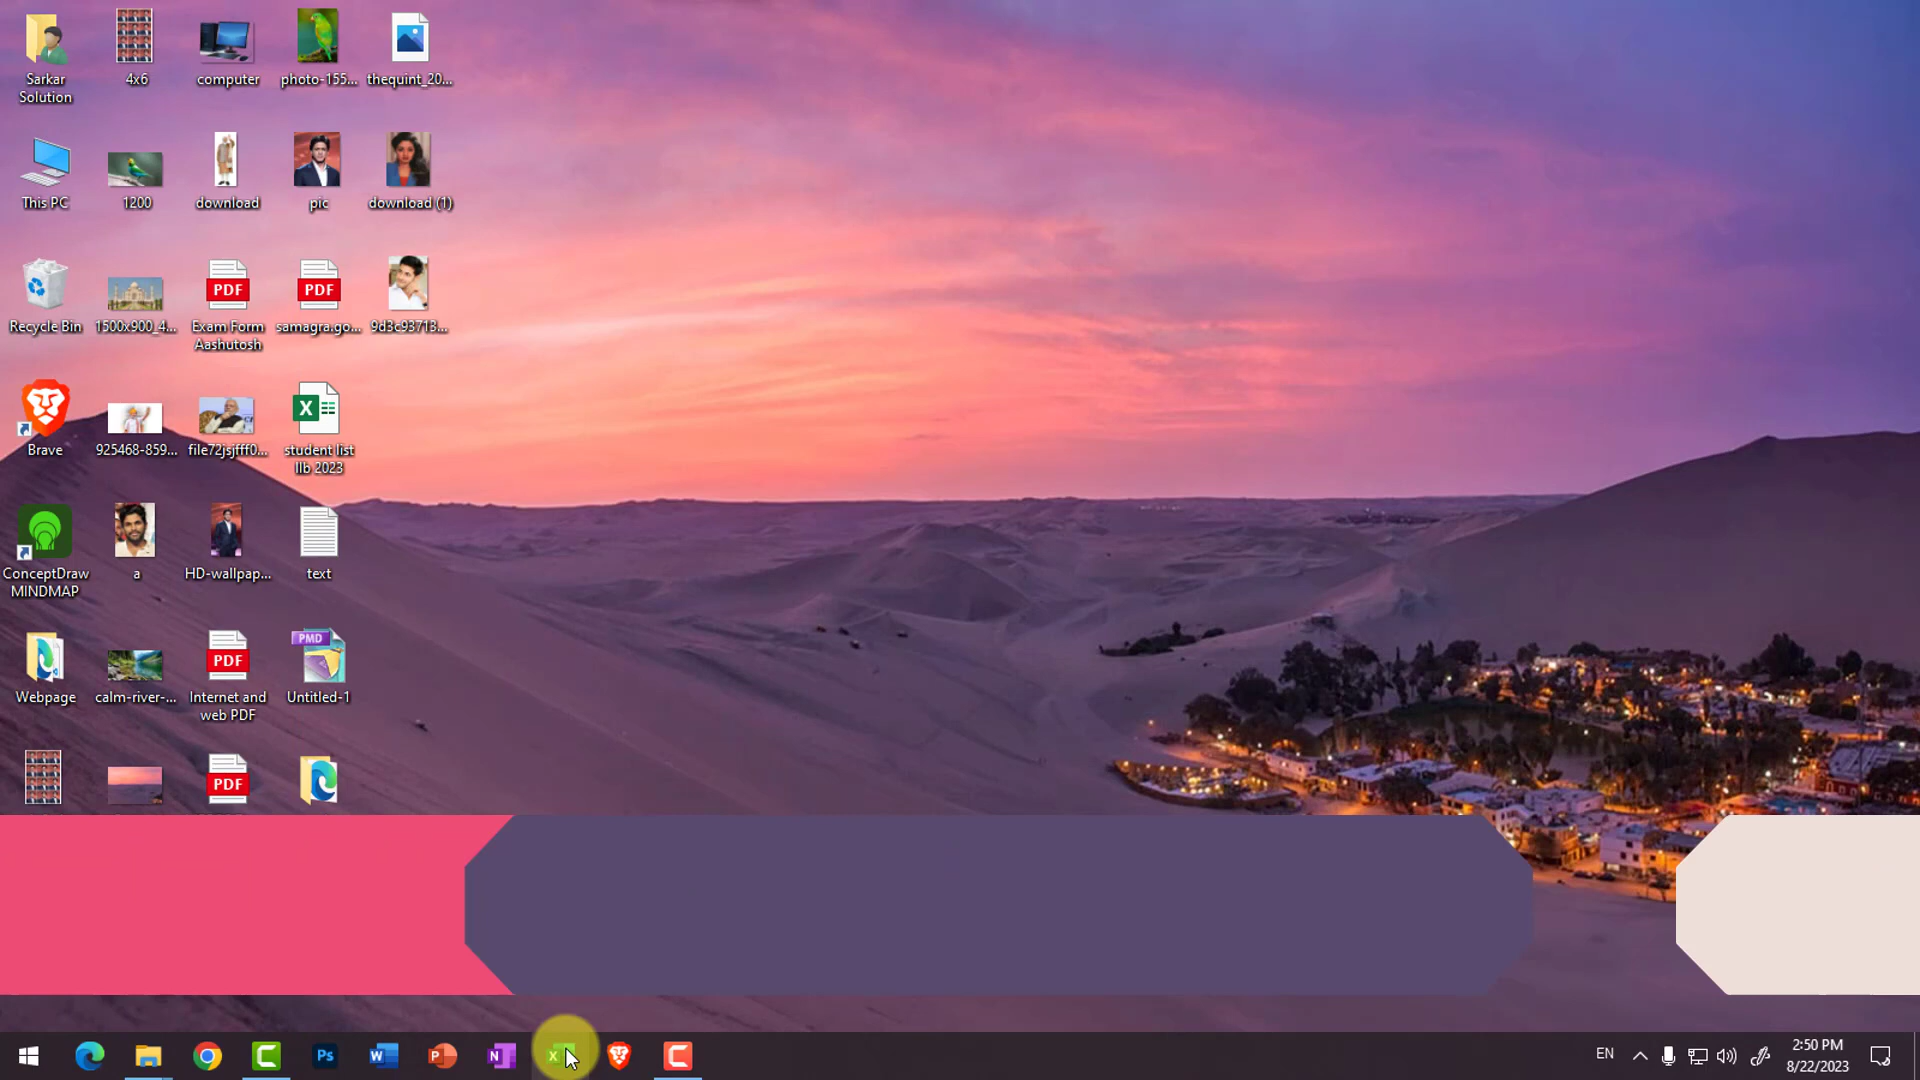 Sarkar
Solution
4x6
computer
photo-155...
thequint_20...
This PC
1200
download
pic
download (1)
Recycle Bin
1500x900_4...
PDF
Exam Form
Aashutosh
PDF
samagra.go...
9d3c93713...
Brave
925468-859...
file72jsjfff0...
X
student list
llb 2023
ConceptDraw
MINDMAP
a
HD-wallpap...
text
Webpage
calm-river-...
PDF
Internet and
web PDF
PMD
Untitled-1
PDF
Ps
W
P
N
X
EN
2:50 PM
8/22/2023